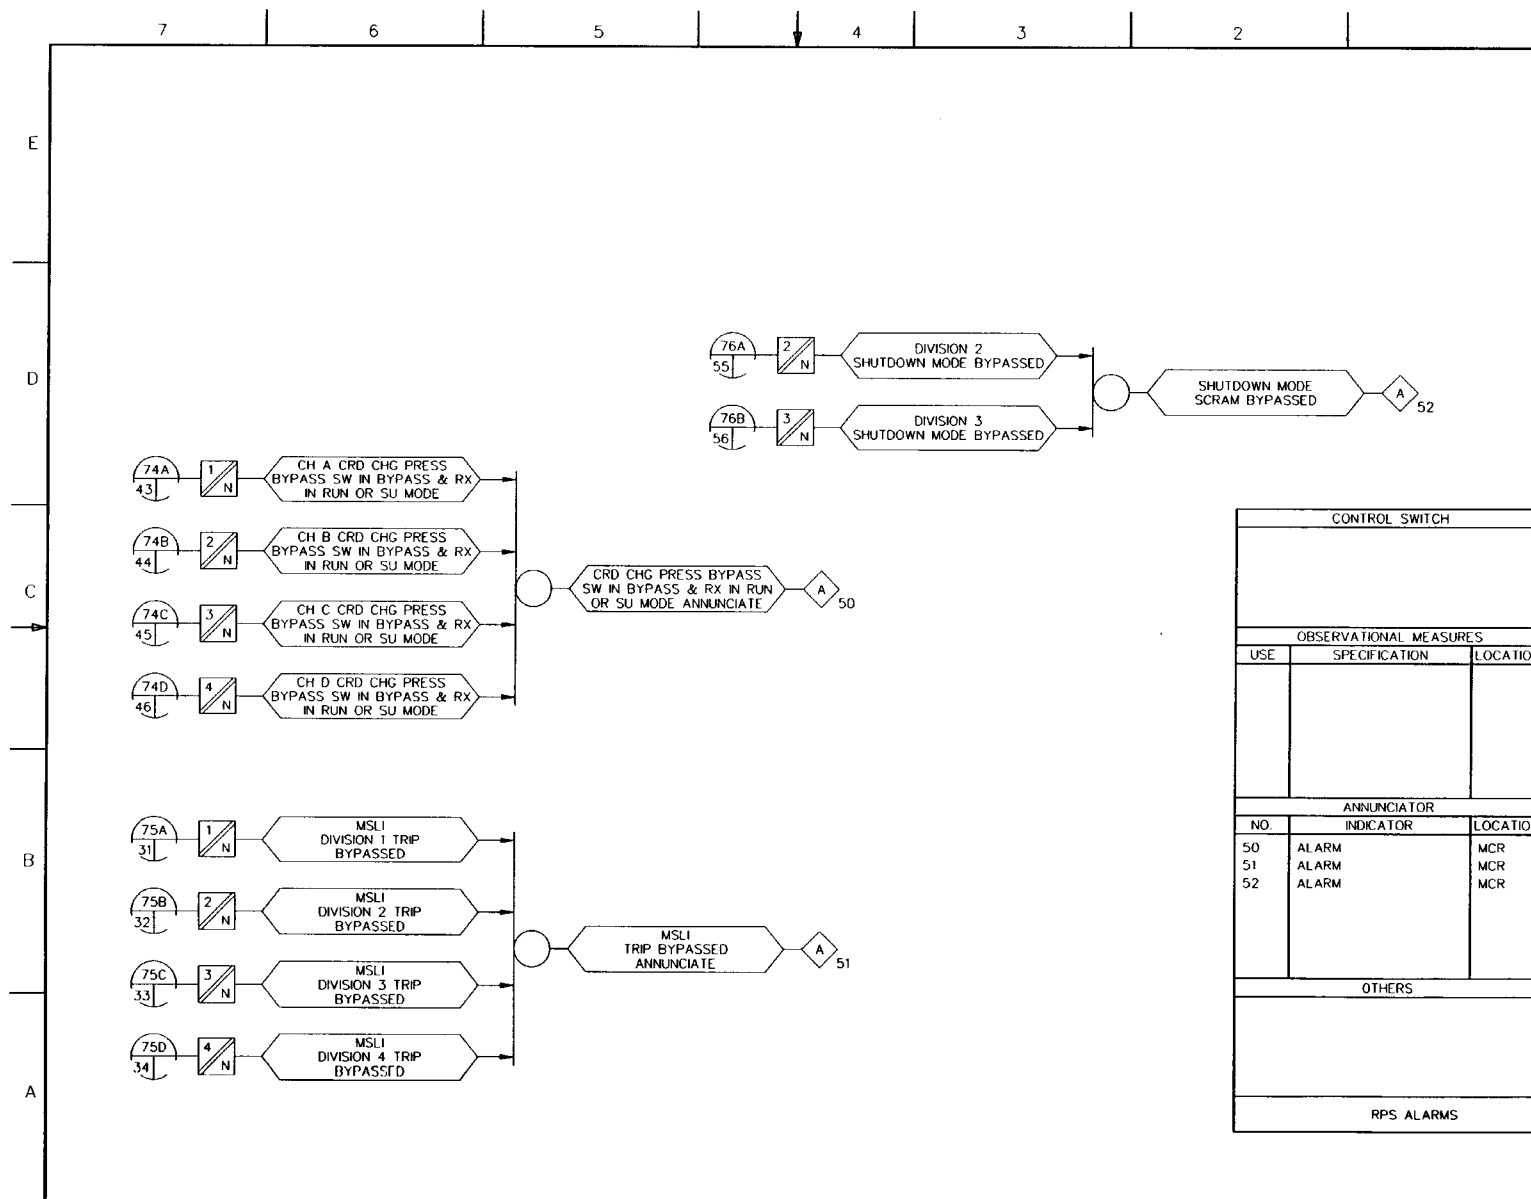 7 6 5 4 3 2
E
D
C
B
A
76A
55
2
N
DIVISION 2
SHUTDOWN MODE BYPASSED
76B
56
3
N
DIVISION 3
SHUTDOWN MODE BYPASSED
SHUTDOWN MODE
SCRAM BYPASSED
A
52
74A
43
1
N
CH A CRD CHG PRESS
BYPASS SW IN BYPASS & RX
IN RUN OR SU MODE
74B
44
2
N
CH B CRD CHG PRESS
BYPASS SW IN BYPASS & RX
IN RUN OR SU MODE
74C
45
3
N
CH C CRD CHG PRESS
BYPASS SW IN BYPASS & RX
IN RUN OR SU MODE
74D
46
4
N
CH D CRD CHG PRESS
BYPASS SW IN BYPASS & RX
IN RUN OR SU MODE
CRD CHG PRESS BYPASS
SW IN BYPASS & RX IN RUN
OR SU MODE ANNUNCIATE
A
50
75A
31
1
N
MSLI
DIVISION 1 TRIP
BYPASSED
75B
32
2
N
MSLI
DIVISION 2 TRIP
BYPASSED
75C
33
3
N
MSLI
DIVISION 3 TRIP
BYPASSED
75D
34
4
N
MSLI
DIVISION 4 TRIP
BYPASSED
MSLI
TRIP BYPASSED
ANNUNCIATE
A
51
CONTROL SWITCH
OBSERVATIONAL MEASURES
USE SPECIFICATION LOCATIO
ANNUNCIATOR
NO. INDICATOR LOCATIO
50 ALARM MCR
51 ALARM MCR
52 ALARM MCR
OTHERS
RPS ALARMS